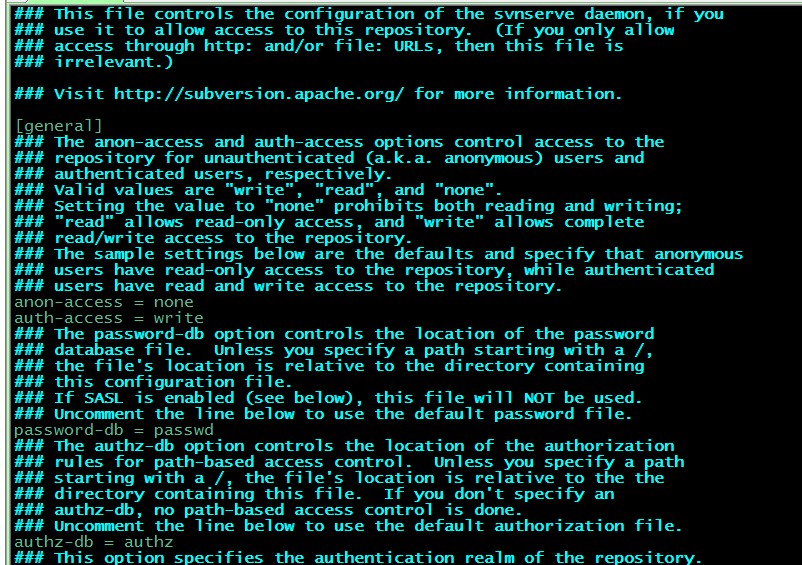 ### This file controls the configuration of the svnserve daemon, if you
### use it to allow access to this repository.  (If you only allow
### access through http: and/or file: URLs, then this file is
### irrelevant.)
### Visit http://subversion.apache.org/ for more information.
[general]
### The anon-access and auth-access options control access to the
### repository for unauthenticated (a.k.a. anonymous) users and
### authenticated users, respectively.
### Valid values are "write", "read", and "none".
### Setting the value to "none" prohibits both reading and writing;
### "read" allows read-only access, and "write" allows complete
### read/write access to the repository.
### The sample settings below are the defaults and specify that anonymous
### users have read-only access to the repository, while authenticated
### users have read and write access to the repository.
anon-access = none
auth-access = write
### The password-db option controls the location of the password
### database file.  Unless you specify a path starting with a /,
### the file's location is relative to the directory containing
### this configuration file.
### If SASL is enabled (see below), this file will NOT be used.
### Uncomment the line below to use the default password file.
password-db = passwd
### The authz-db option controls the location of the authorization
### rules for path-based access control.  Unless you specify a path
### starting with a /, the file's location is relative to the the
### directory containing this file.  If you don't specify an
### authz-db, no path-based access control is done.
### Uncomment the line below to use the default authorization file.
authz-db = authz
### This option specifies the authentication realm of the repository.